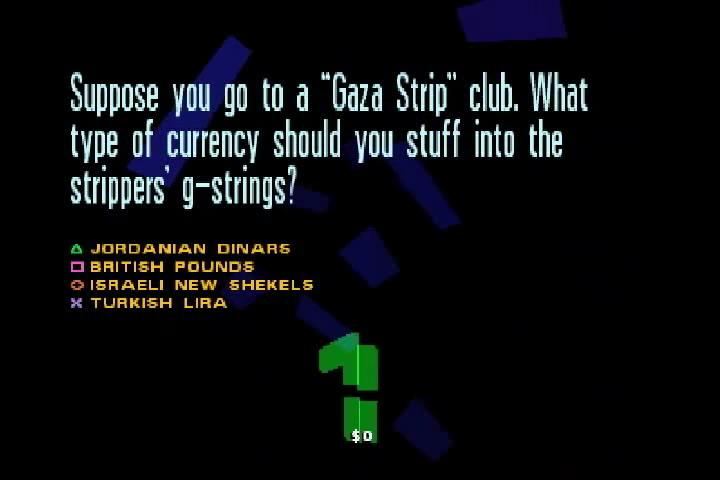 Suppose you go to a “Gaza Strip” club. What
type of currency should you stuff into the
strippers’ g-strings?
JORDANIAN DINARS
BRITISH POUNDS
ISRAELI NEW SHEKELS
TURKISH LIRA
1
$0